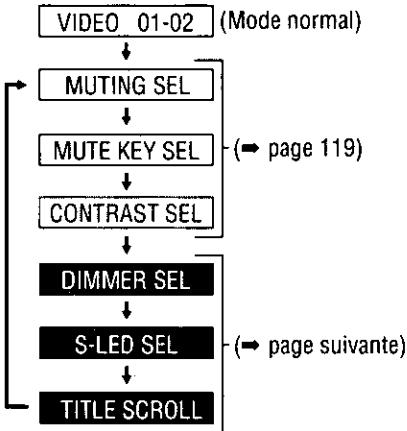 VIDEO 01-02 (Mode normal)
MUTING SEL
MUTE KEY SEL (➡ page 119)
CONTRAST SEL
DIMMER SEL
S-LED SEL (➡ page suivante)
TITLE SCROLL